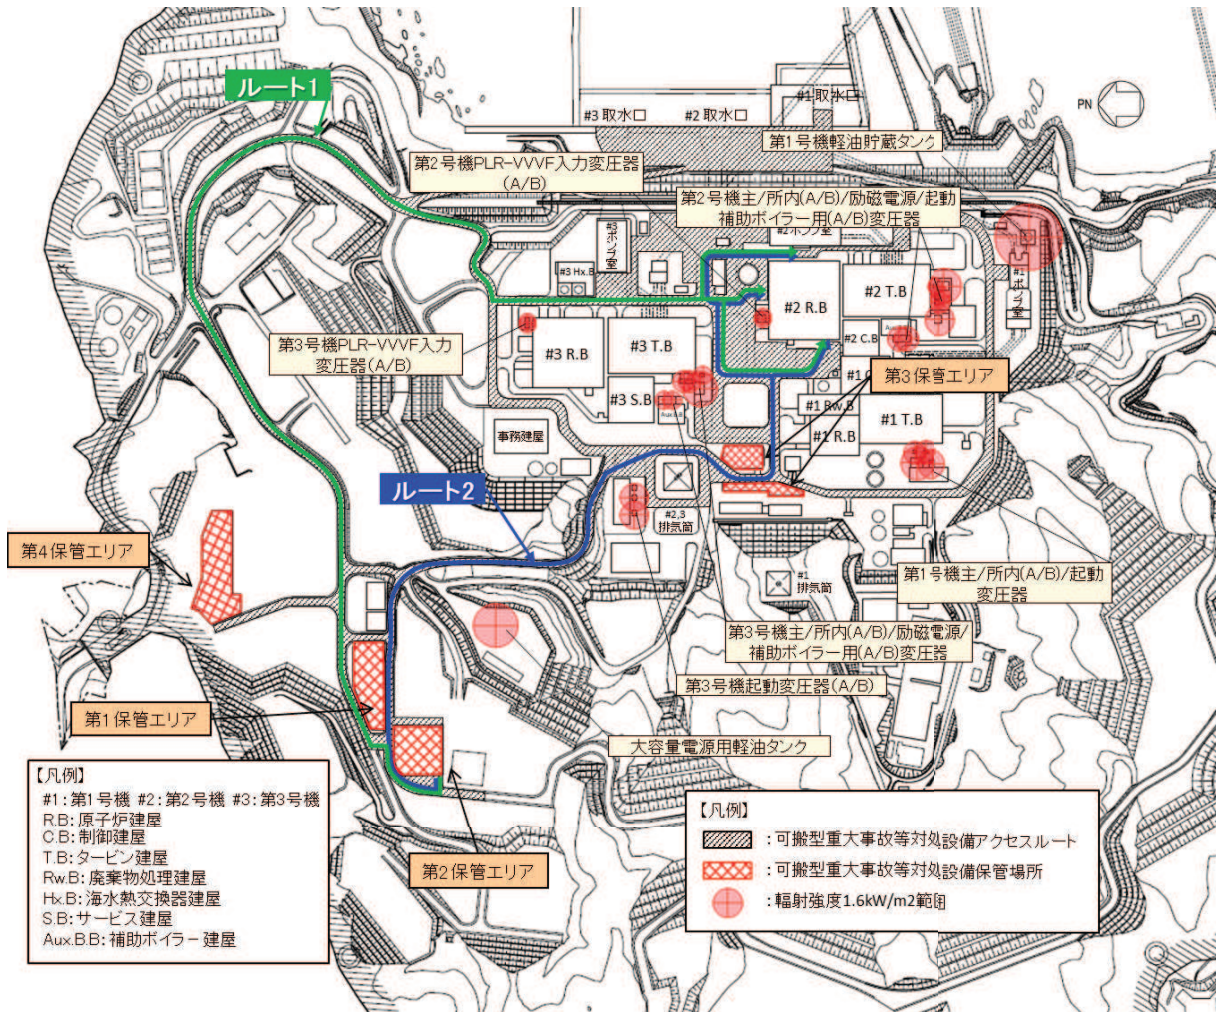 ルート1
#1取水口
#3取水口
#2取水口
PN
第1号機軽油貯蔵タンク
第2号機PLR-VVVF入力変圧器
(A/B)
第2号機主/所内(A/B)/励磁電源/起動
補助ボイラー用(A/B)変圧器
#3ポンプ室
#2ポンプ室
#3 Hx.B
#1ポンプ室
#2 R.B
#2 T.B
#2 C.B
第3号機PLR-VVVF入力
変圧器(A/B)
#3 R.B
#3 T.B
#3 S.B
Aux.B.B
第3保管エリア
#1 Rw.B
#1 R.B
#1 T.B
事務建屋
ルート2
#2,3
排気筒
#1
排気筒
第4保管エリア
第1号機主/所内(A/B)/起動
変圧器
第3号機主/所内(A/B)/励磁電源/
補助ボイラー用(A/B)変圧器
第3号機起動変圧器(A/B)
第1保管エリア
大容量電源用軽油タンク
第2保管エリア
【凡例】
#1:第1号機 #2:第2号機 #3:第3号機
R.B:原子炉建屋
C.B:制御建屋
T.B:タービン建屋
Rw.B:廃棄物処理建屋
Hx.B:海水熱交換器建屋
S.B:サービス建屋
Aux.B.B:補助ボイラー建屋
【凡例】
:可搬型重大事故等対処設備アクセスルート
:可搬型重大事故等対処設備保管場所
:輻射強度1.6kW/m2範囲